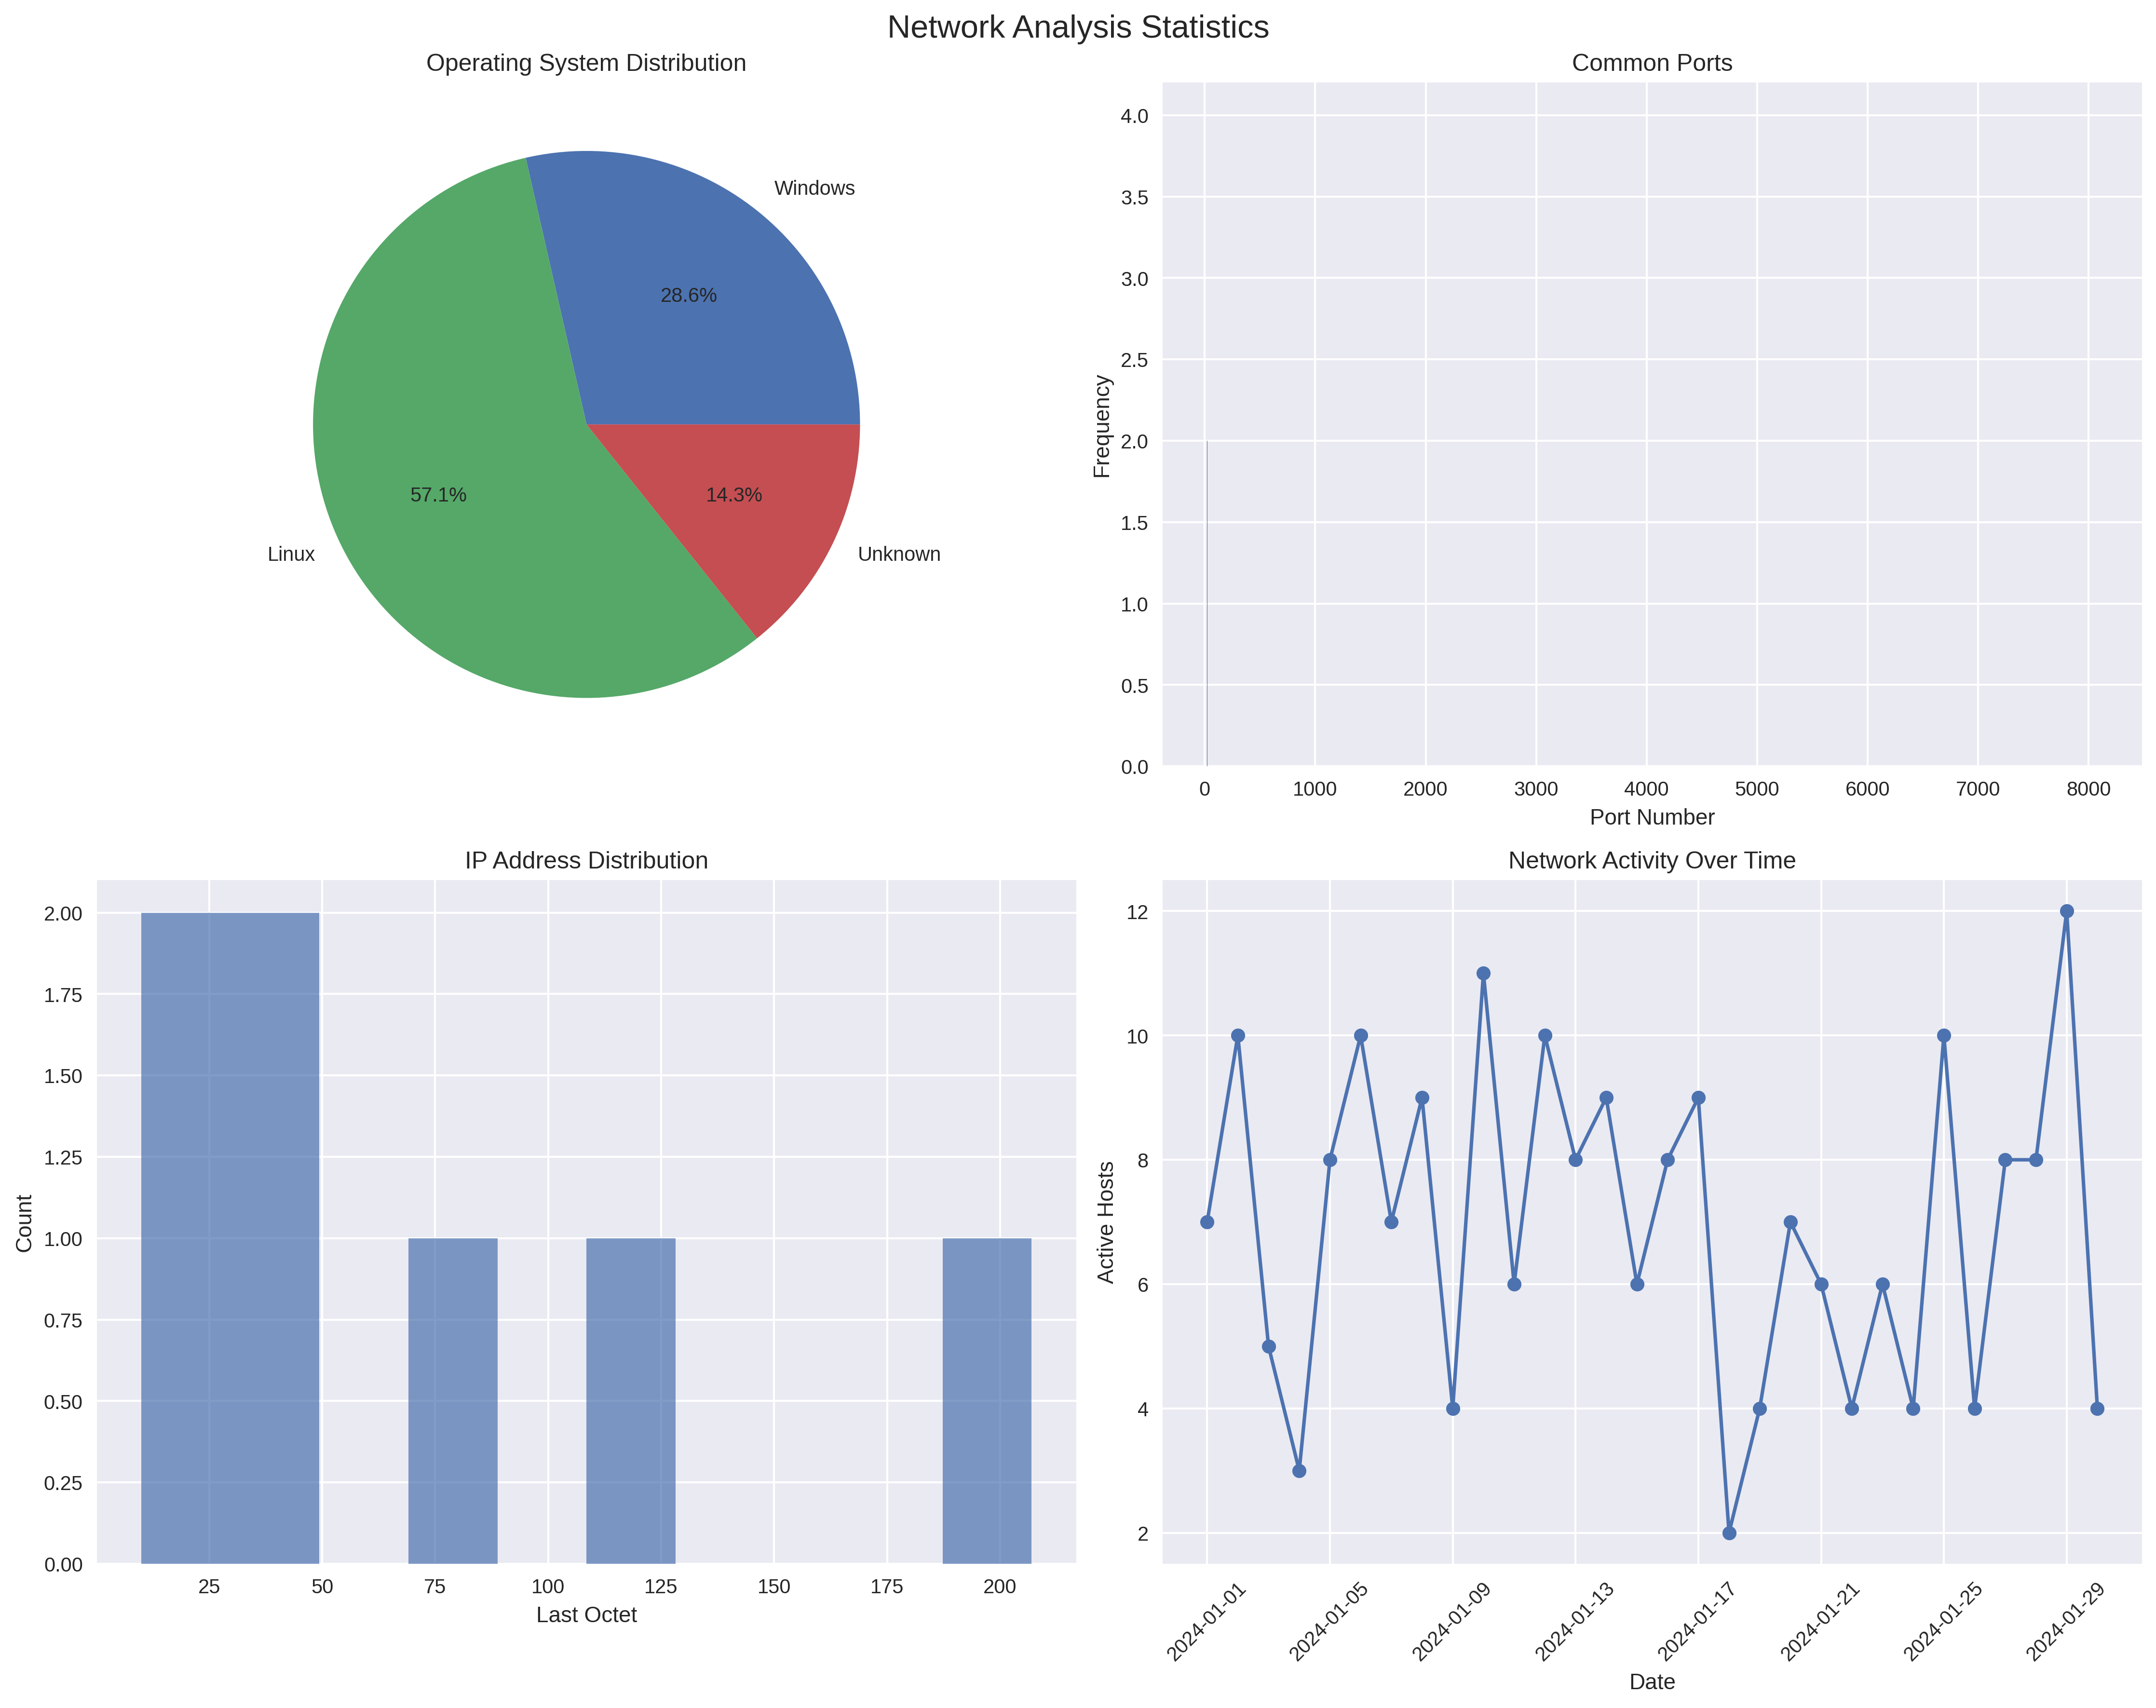 Network Analysis Statistics
Operating System Distribution
Windows
28.6%
57.1%
14.3%
Linux
Unknown
Common Ports
4.0
3.5
3.0
2.5
2.0
1.5
1.0
0.5
0.0
Frequency
0 1000 2000 3000 4000 5000 6000 7000 8000
Port Number
IP Address Distribution
2.00
1.75
1.50
1.25
1.00
0.75
0.50
0.25
0.00
Count
25 50 75 100 125 150 175 200
Last Octet
Network Activity Over Time
12
10
8
6
4
2
Active Hosts
2024-01-01 2024-01-05 2024-01-09 2024-01-13 2024-01-17 2024-01-21 2024-01-25 2024-01-29
Date